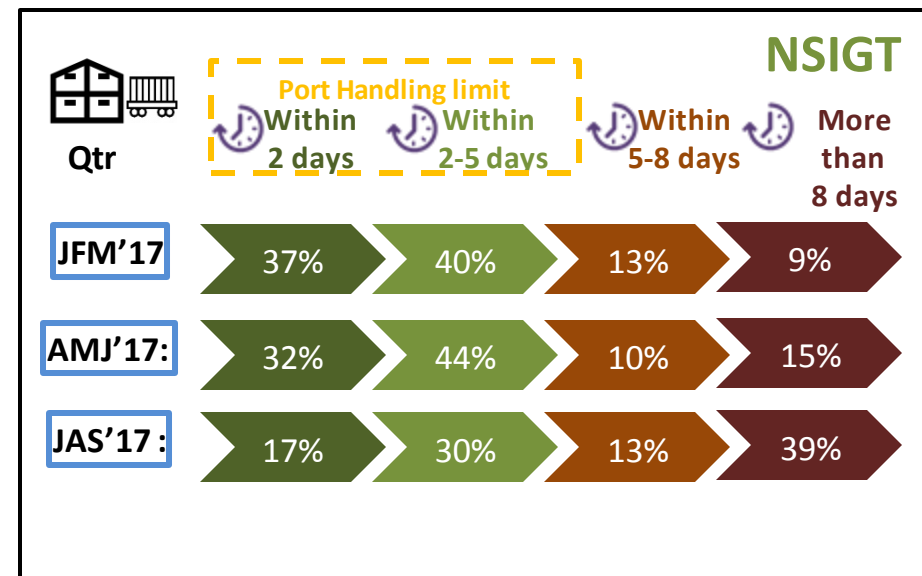 NSIGT
Port Handling limit
Qtr
Within
2 days
Within
2-5 days
Within
5-8 days
More
than
8 days
JFM’17
37%
40%
13%
9%
AMJ’17:
32%
44%
10%
15%
JAS’17 :
17%
30%
13%
39%